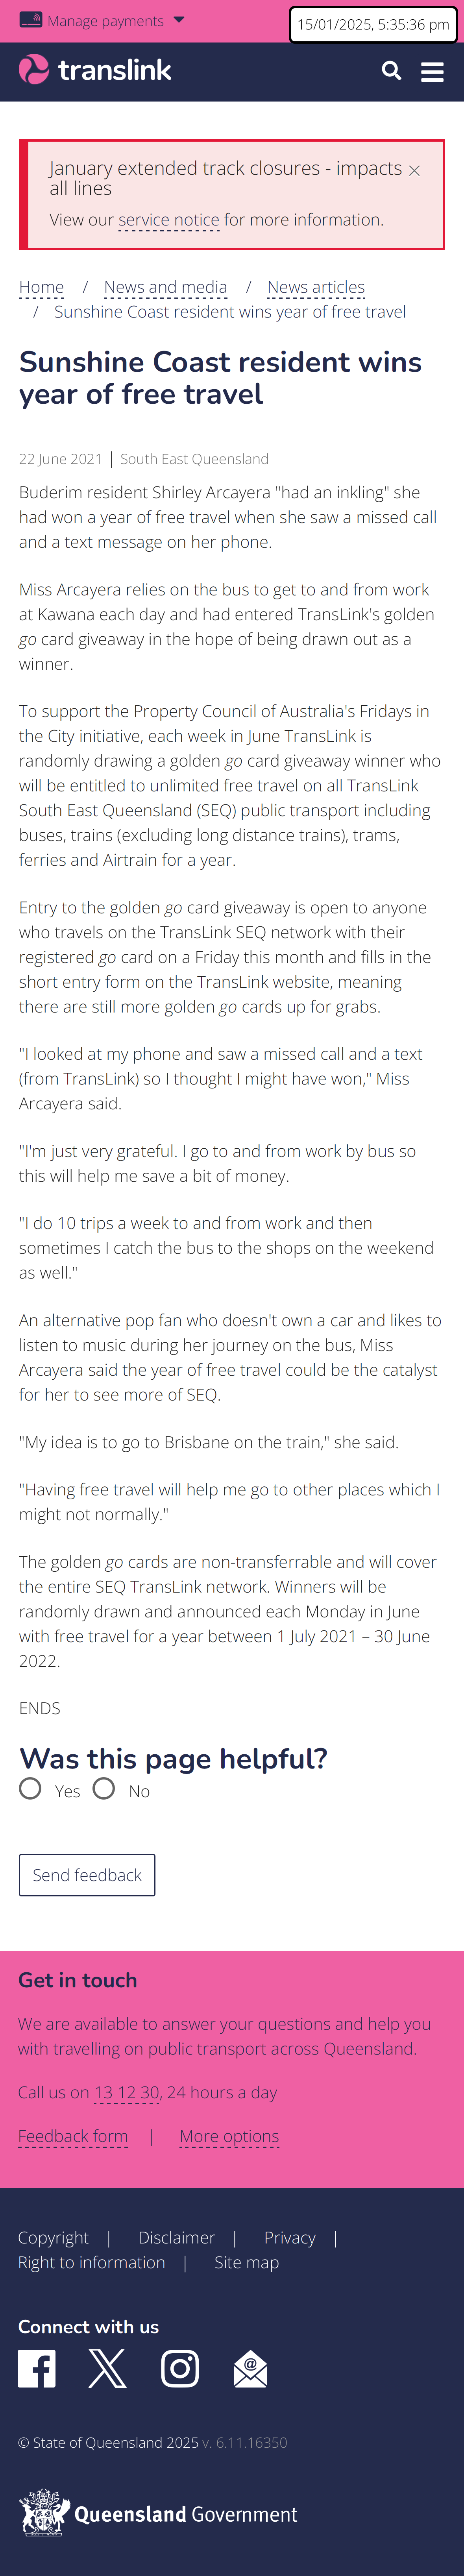 Manage payments
15/01/2025, 5:35:36 pm
translink
January extended track closures - impacts
all lines
View our service notice for more information.
Home / News and media / News articles
/ Sunshine Coast resident wins year of free travel
Sunshine Coast resident wins
year of free travel
22 June 2021 | South East Queensland
Buderim resident Shirley Arcayera "had an inkling" she
had won a year of free travel when she saw a missed call
and a text message on her phone.
Miss Arcayera relies on the bus to get to and from work
at Kawana each day and had entered TransLink's golden
go card giveaway in the hope of being drawn out as a
winner.
To support the Property Council of Australia's Fridays in
the City initiative, each week in June TransLink is
randomly drawing a golden go card giveaway winner who
will be entitled to unlimited free travel on all TransLink
South East Queensland (SEQ) public transport including
buses, trains (excluding long distance trains), trams,
ferries and Airtrain for a year.
Entry to the golden go card giveaway is open to anyone
who travels on the TransLink SEQ network with their
registered go card on a Friday this month and fills in the
short entry form on the TransLink website, meaning
there are still more golden go cards up for grabs.
"I looked at my phone and saw a missed call and a text
(from TransLink) so I thought I might have won," Miss
Arcayera said.
"I'm just very grateful. I go to and from work by bus so
this will help me save a bit of money.
"I do 10 trips a week to and from work and then
sometimes I catch the bus to the shops on the weekend
as well."
An alternative pop fan who doesn't own a car and likes to
listen to music during her journey on the bus, Miss
Arcayera said the year of free travel could be the catalyst
for her to see more of SEQ.
"My idea is to go to Brisbane on the train," she said.
"Having free travel will help me go to other places which I
might not normally."
The golden go cards are non-transferrable and will cover
the entire SEQ TransLink network. Winners will be
randomly drawn and announced each Monday in June
with free travel for a year between 1 July 2021 – 30 June
2022.
ENDS
Was this page helpful?
Yes No
Send feedback
Get in touch
We are available to answer your questions and help you
with travelling on public transport across Queensland.
Call us on 13 12 30, 24 hours a day
Feedback form | More options
Copyright | Disclaimer | Privacy |
Right to information | Site map
Connect with us
© State of Queensland 2025 v. 6.11.16350
Queensland Government